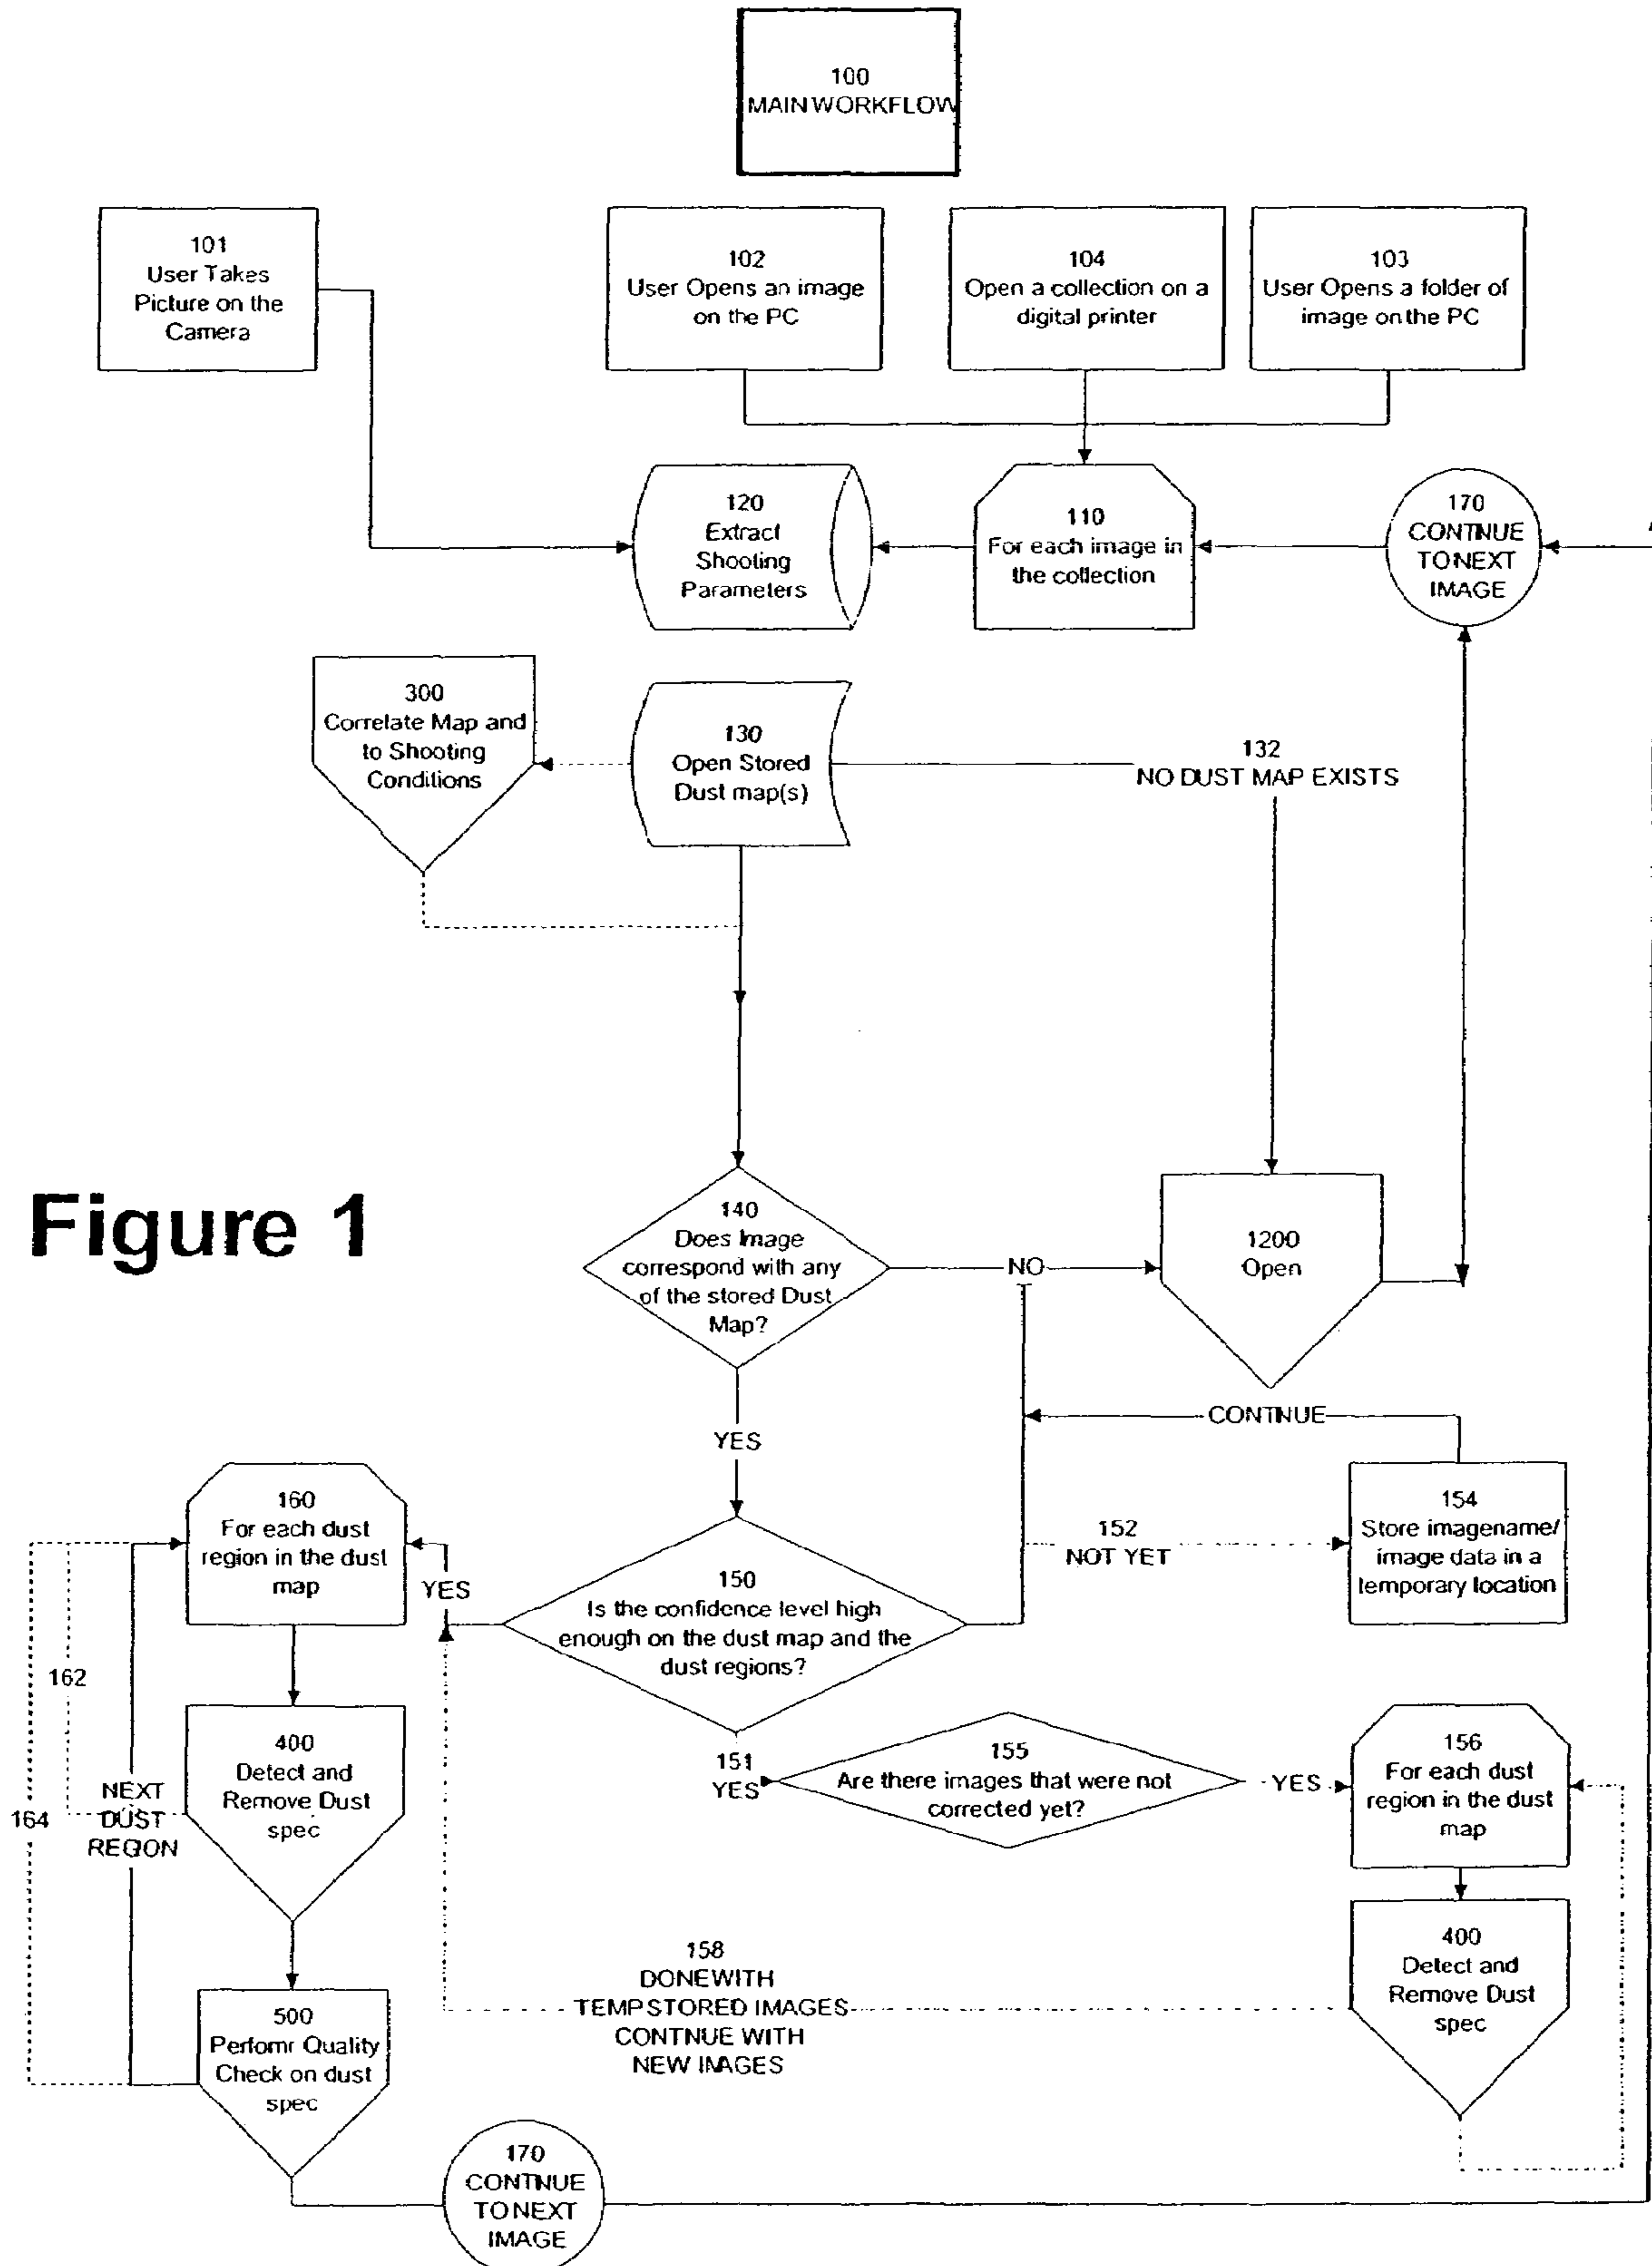 100
MAIN WORKFLOW
101
User Takes
Picture on the
Camera
102
User Opens an image
on the PC
104
Open a collection on a
digital printer
103
User Opens a folder of
image on the PC
120
Extract
Shooting
Parameters
110
For each image in
the collection
170
CONTINUE
TO NEXT
IMAGE
300
Correlate Map and
to Shooting
Conditions
130
Open Stored
Dust map(s)
132
NO DUST MAP EXISTS
Figure 1
140
Does Image
correspond with any
of the stored Dust
Map?
NO
1200
Open
YES
CONTINUE
160
For each dust
region in the dust
map
YES
150
Is the confidence level high
enough on the dust map and the
dust regions?
152
NOT YET
154
Store imagename/
image data in a
temporary location
162
164
NEXT
DUST
REGION
400
Detect and
Remove Dust
spec
151
YES
155
Are there images that were not
corrected yet?
YES
156
For each dust
region in the dust
map
158
DONE WITH
TEMP STORED IMAGES
CONTINUE WITH
NEW IMAGES
400
Detect and
Remove Dust
spec
500
Perfomr Quality
Check on dust
spec
170
CONTINUE
TO NEXT
IMAGE